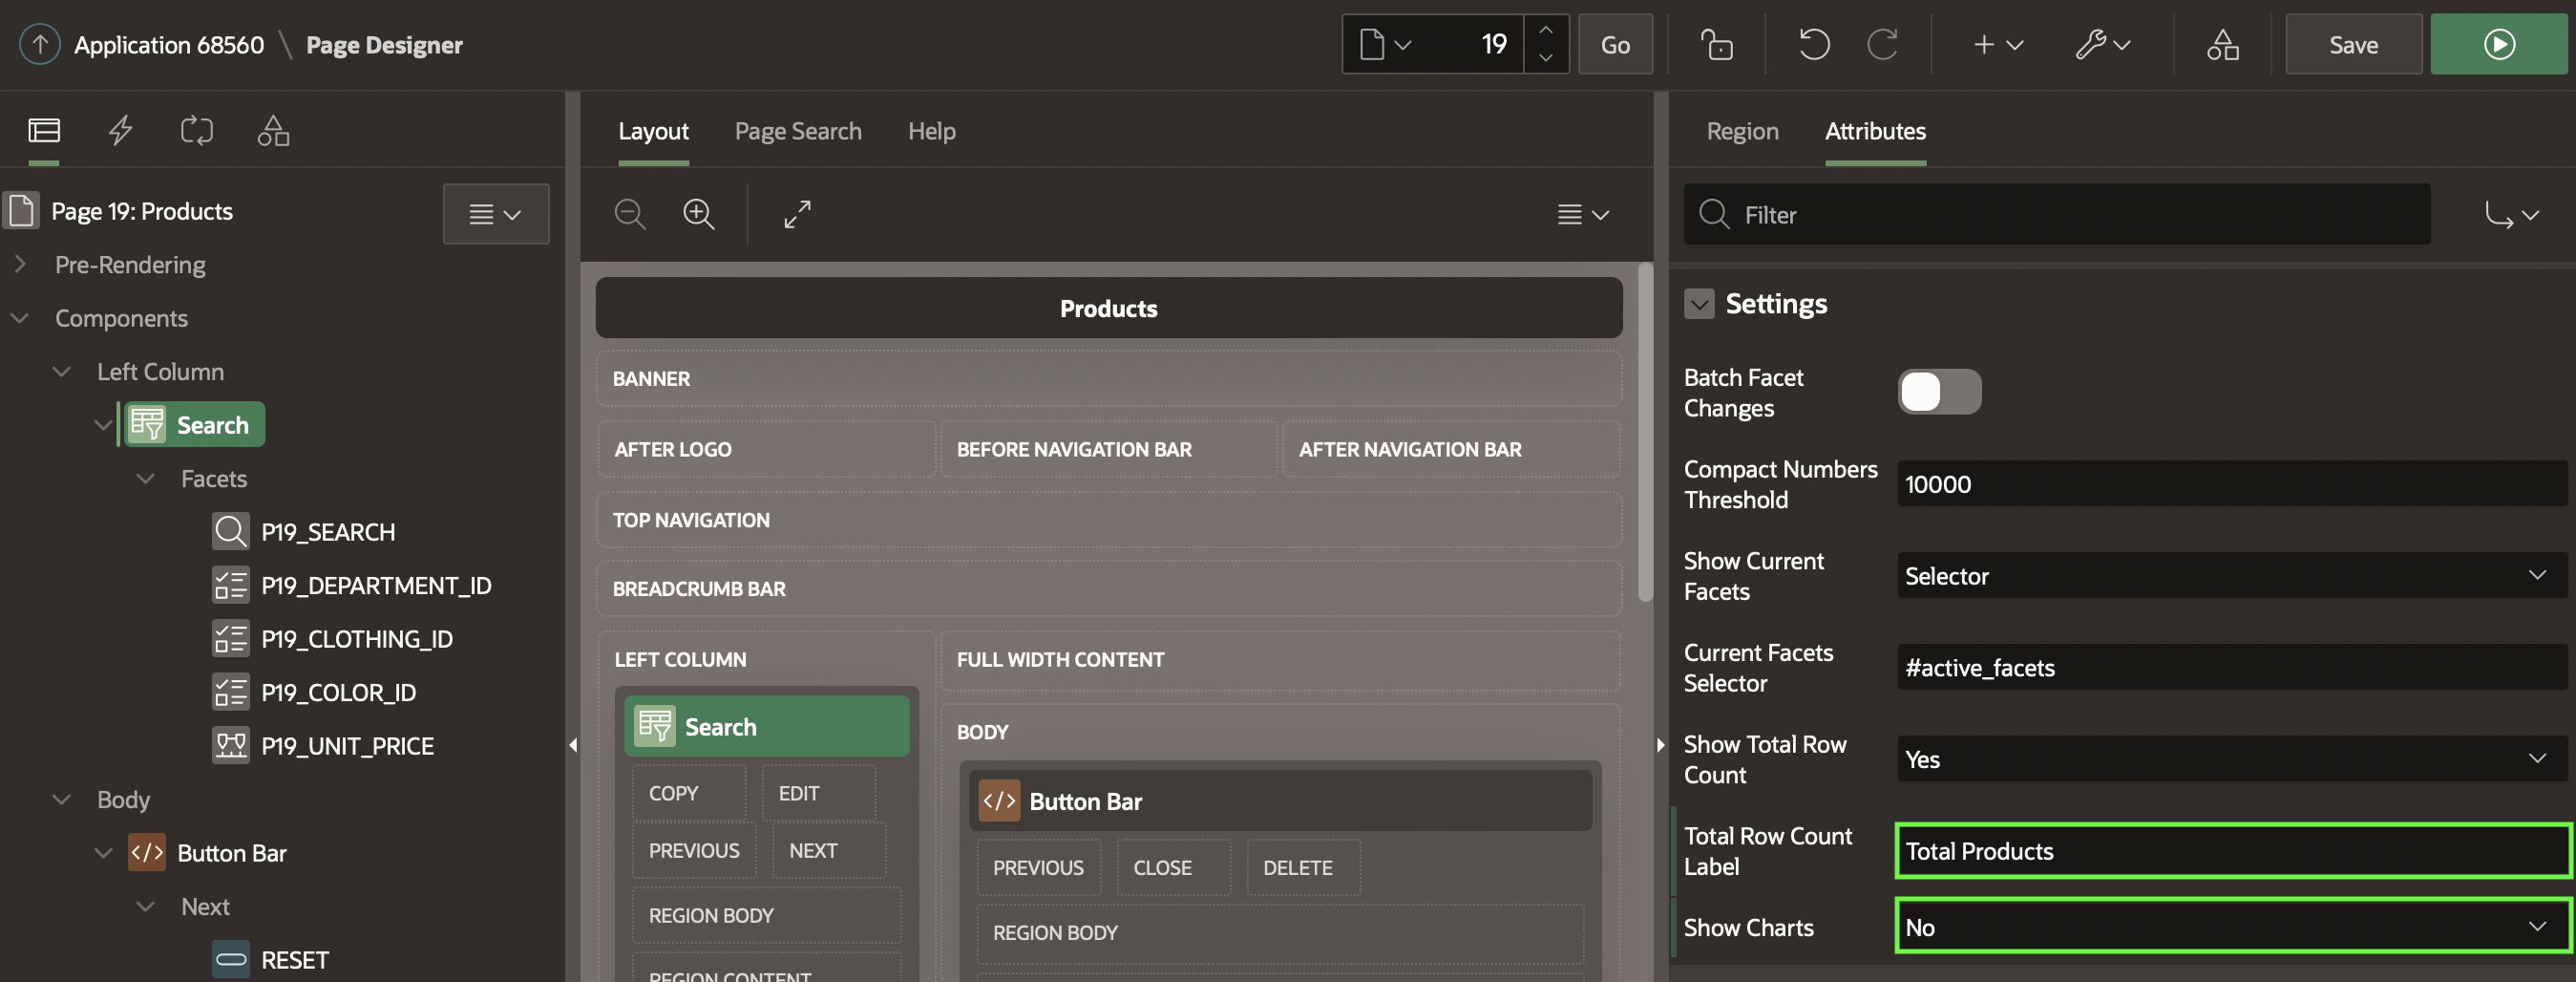 Application 68560 \ Page Designer
19
Go
Save
Page 19: Products
Pre-Rendering
Components
Left Column
Search
Facets
P19_SEARCH
P19_DEPARTMENT_ID
P19_CLOTHING_ID
P19_COLOR_ID
P19_UNIT_PRICE
Body
Button Bar
Next
RESET
Layout
Page Search
Help
Products
BANNER
AFTER LOGO
BEFORE NAVIGATION BAR
AFTER NAVIGATION BAR
TOP NAVIGATION
BREADCRUMB BAR
LEFT COLUMN
Search
COPY
EDIT
PREVIOUS
NEXT
REGION BODY
REGION CONTENT
FULL WIDTH CONTENT
BODY
</> Button Bar
PREVIOUS
CLOSE
DELETE
REGION BODY
Region
Attributes
Filter
Settings
Batch Facet
Changes
Compact Numbers
Threshold
10000
Show Current
Facets
Selector
Current Facets
Selector
#active_facets
Show Total Row
Count
Yes
Total Row Count
Label
Total Products
Show Charts
No